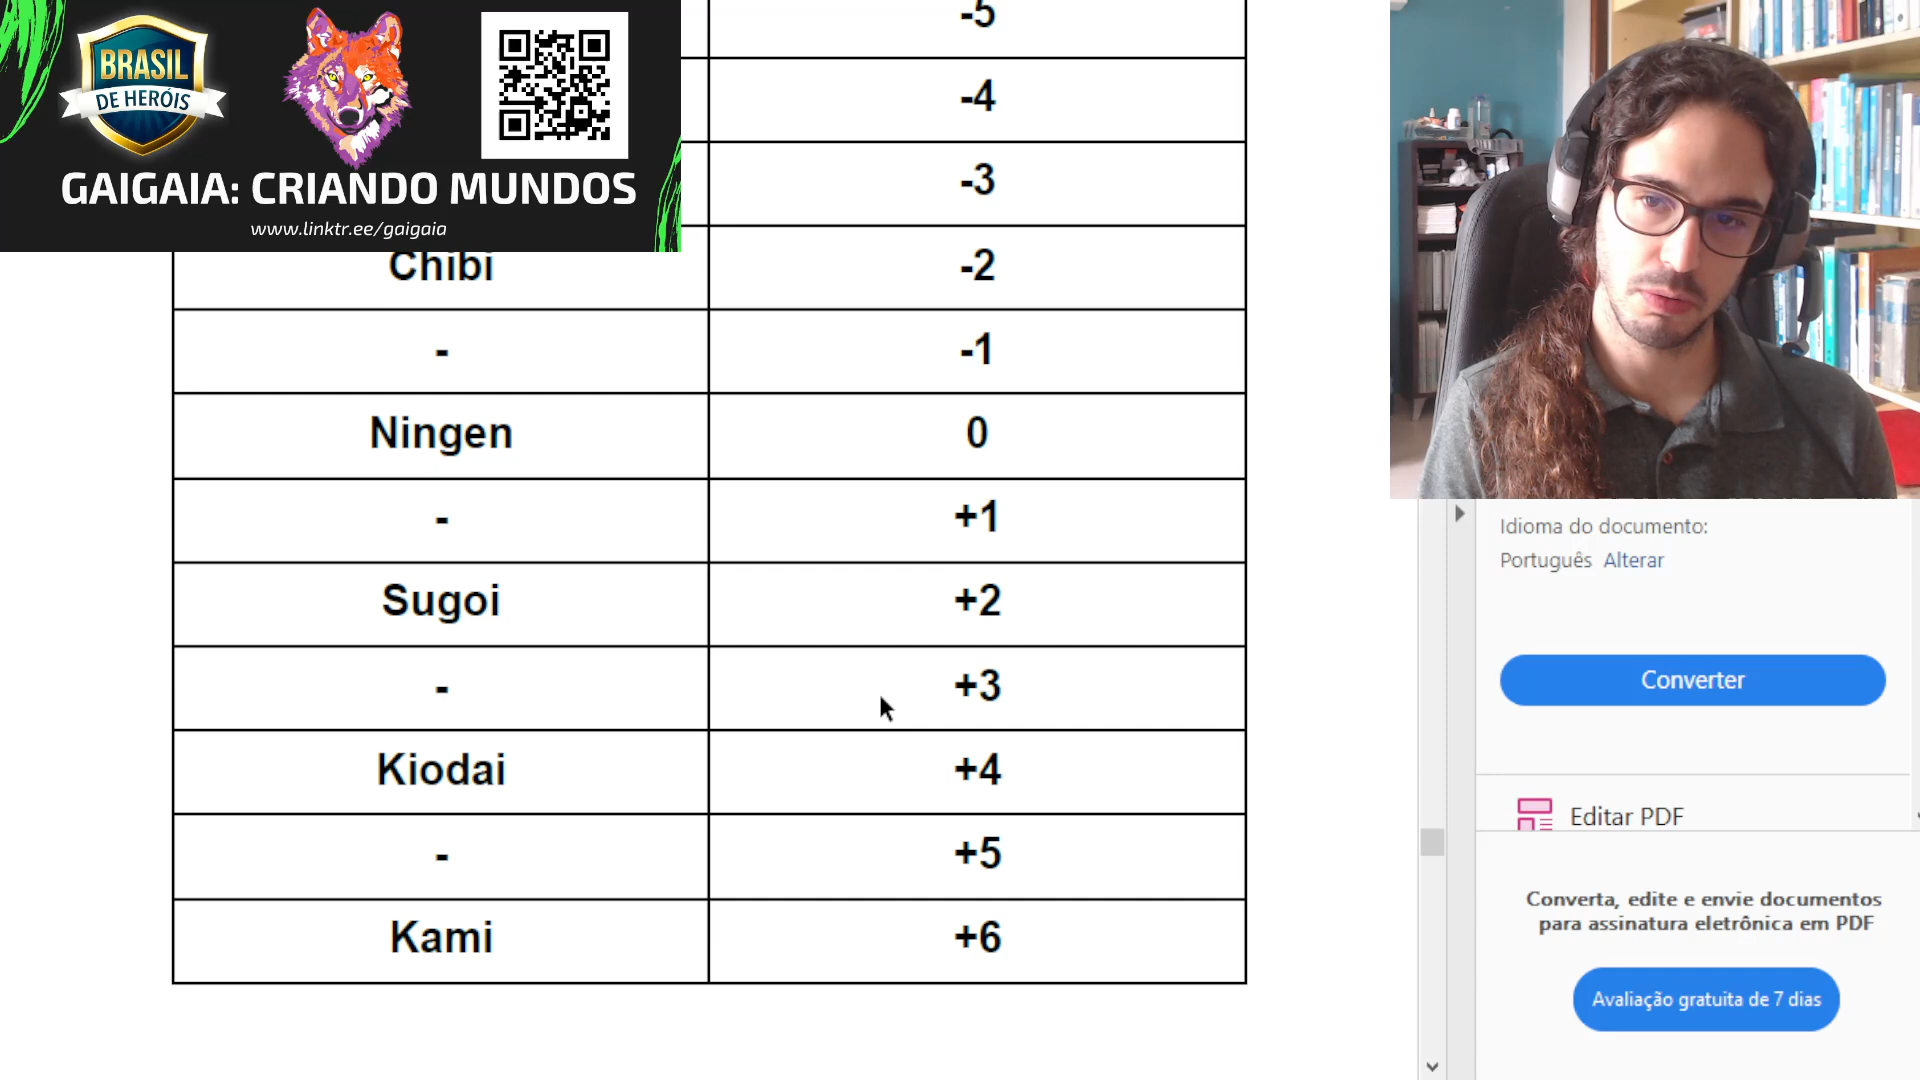 BRASIL
DE HERÓIS
GAIGAIA: CRIANDO MUNDOS
www.linktr.ee/gaigaia
-5
-4
-3
Chibi -2
- -1
Ningen 0
- +1
Sugoi +2
- +3
Kiodai +4
- +5
Kami +6
Idioma do documento:
Português Alterar
Converter
Editar PDF
Converta, edite e envie documentos
para assinatura eletrônica em PDF
Avaliação gratuita de 7 dias